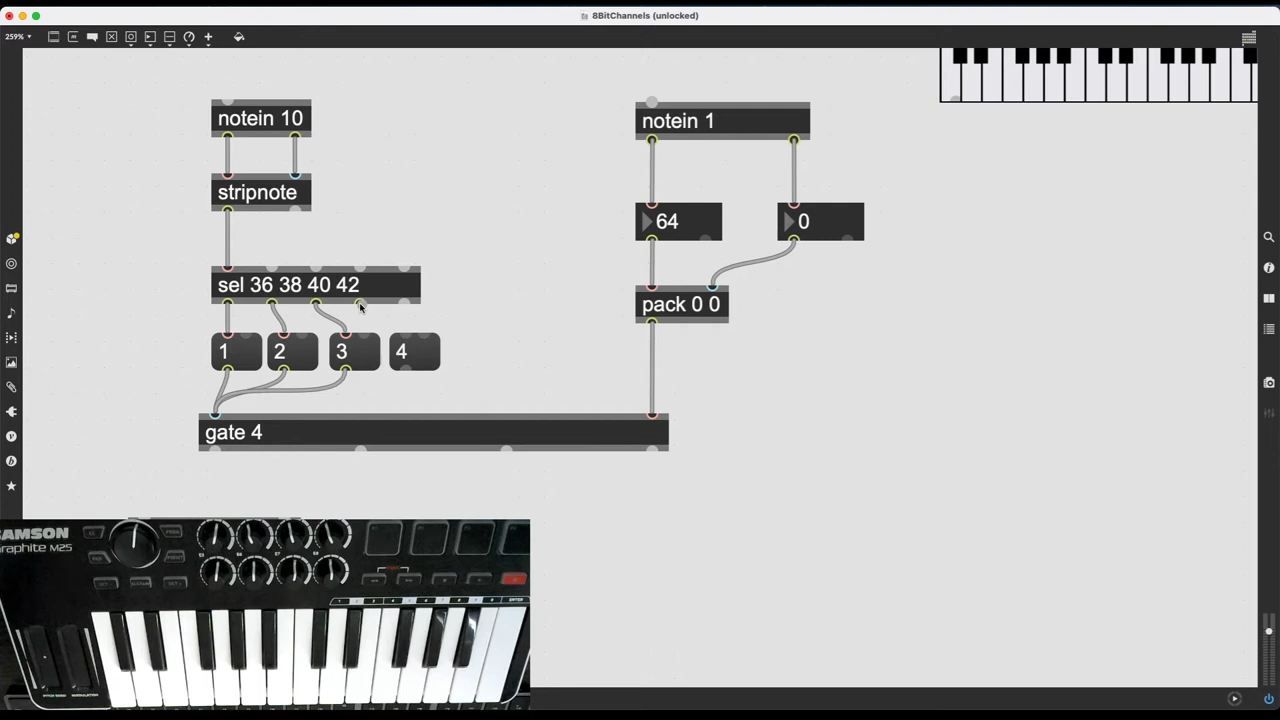 8BitChannels (unlocked)
259%
notein 10
notein 1
stripnote
64
0
sel 36 38 40 42
pack 0 0
1
2
3
4
gate 4
SAMSON
raphite M25